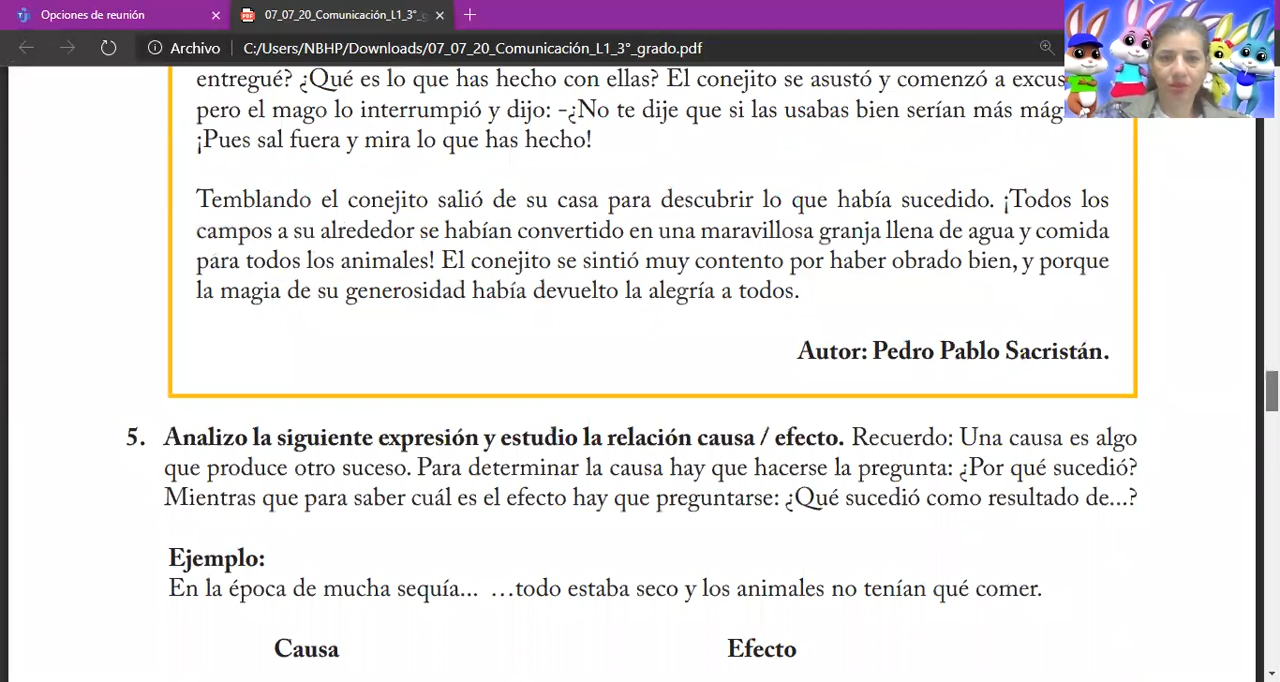 Opciones de reunión
07_07_20_Comunicación_L1_3°_g
Archivo
C:/Users/NBHP/Downloads/07_07_20_Comunicación_L1_3°_grado.pdf
entregué? ¿Qué es lo que has hecho con ellas? El conejito se asustó y comenzó a
pero el mago lo interrumpió y dijo: -¿No te dije que si las usabas bien serían más
¡Pues sal fuera y mira lo que has hecho!
Temblando el conejito salió de su casa para descubrir lo que había sucedido. ¡Todos los
campos a su alrededor se habían convertido en una maravillosa granja llena de agua y comida
para todos los animales! El conejito se sintió muy contento por haber obrado bien, y porque
la magia de su generosidad había devuelto la alegría a todos.
Autor: Pedro Pablo Sacristán.
5. Analizo la siguiente expresión y estudio la relación causa / efecto. Recuerdo: Una causa es algo
que produce otro suceso. Para determinar la causa hay que hacerse la pregunta: ¿Por qué sucedió?
Mientras que para saber cuál es el efecto hay que preguntarse: ¿Qué sucedió como resultado de...?
Ejemplo:
En la época de mucha sequía... …todo estaba seco y los animales no tenían qué comer.
Causa Efecto